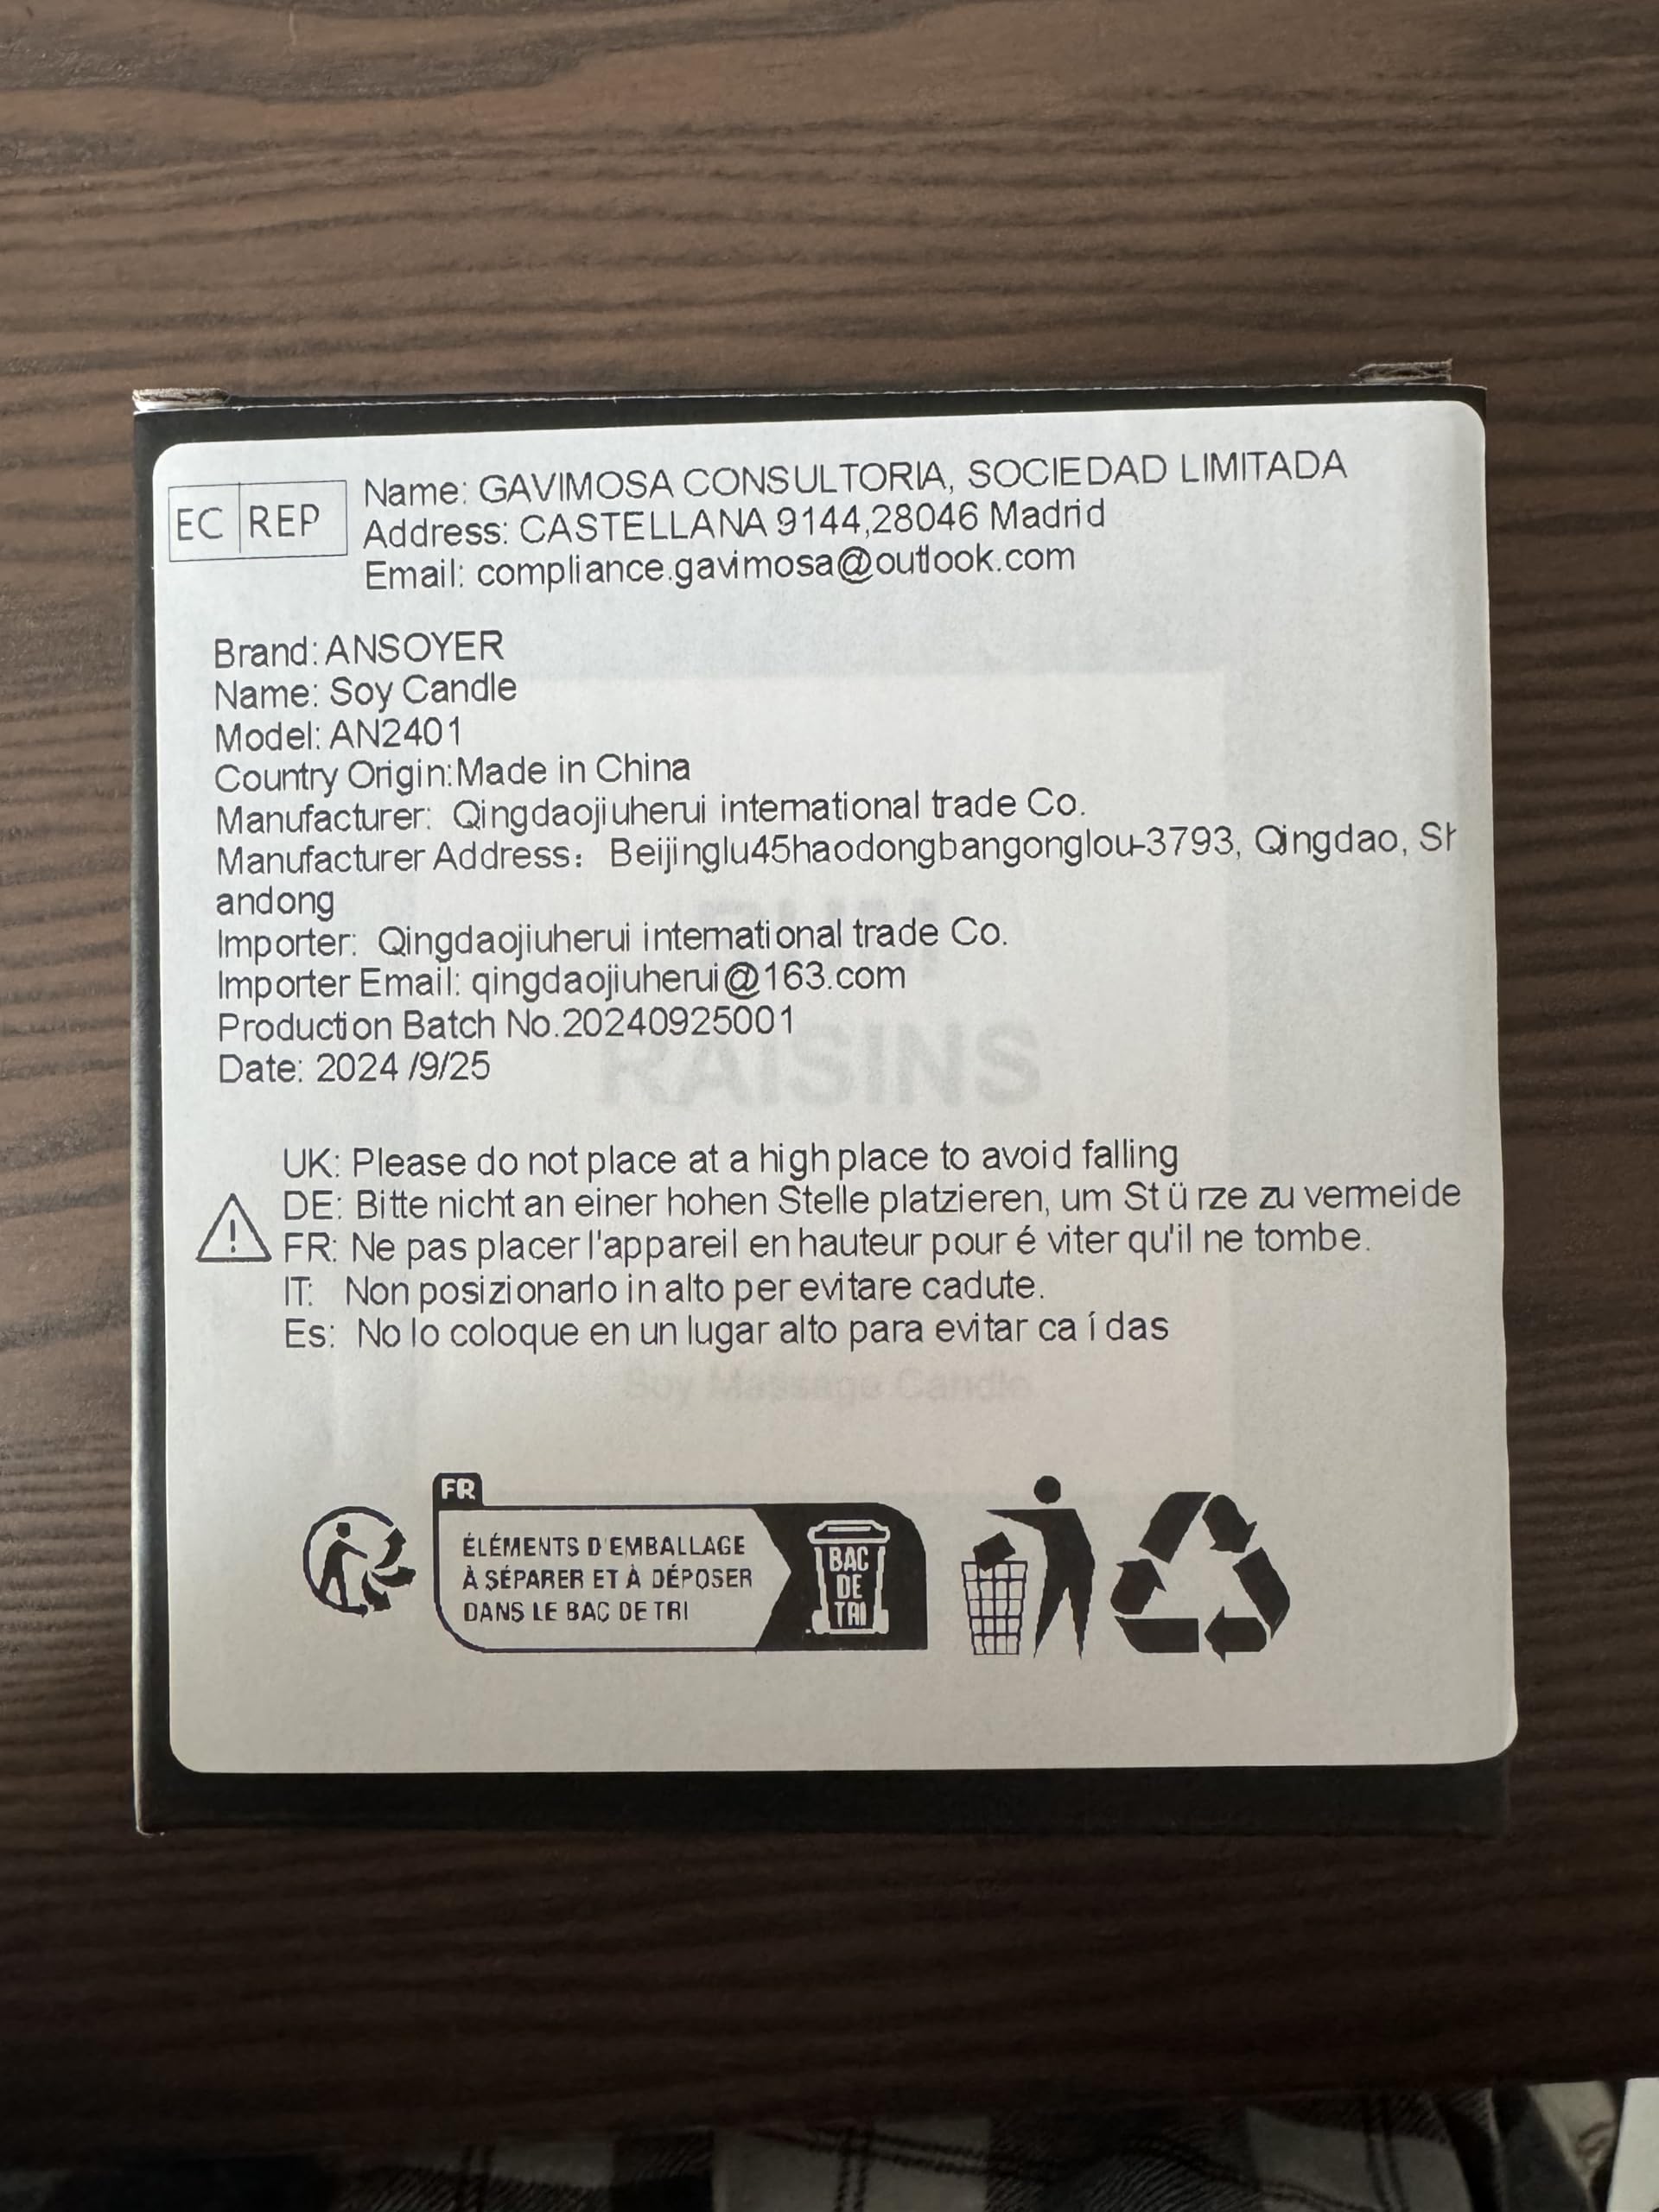 EC REP
Name: GAVIMOSA CONSULTORIA, SOCIEDAD LIMITADA
Address: CASTELLANA 9144,28046 Madrid
Email: compliance.gavimosa@outlook.com
Brand: ANSOYER
Name: Soy Candle
Model: AN2401
Country Origin:Made in China
Manufacturer: Qingdaojiuherui international trade Co.
Manufacturer Address： Beijinglu45haodongbangonglou-3793, Qingdao, Sh
andong
Importer: Qingdaojiuherui international trade Co.
Importer Email: qingdaojiuherui@163.com
Production Batch No.20240925001
Date: 2024 /9/25
RUM
RAISINS
UK: Please do not place at a high place to avoid falling
DE: Bitte nicht an einer hohen Stelle platzieren, um St ü rze zu vermeide
FR: Ne pas placer l'appareil en hauteur pour é viter qu'il ne tombe.
IT: Non posizionarlo in alto per evitare cadute.
Es: No lo coloque en un lugar alto para evitar ca í das
Soy Massage Candle
FR
ÉLÉMENTS D'EMBALLAGE
À SÉPARER ET À DÉPOSER
DANS LE BAC DE TRI
BAC
DE
TRI